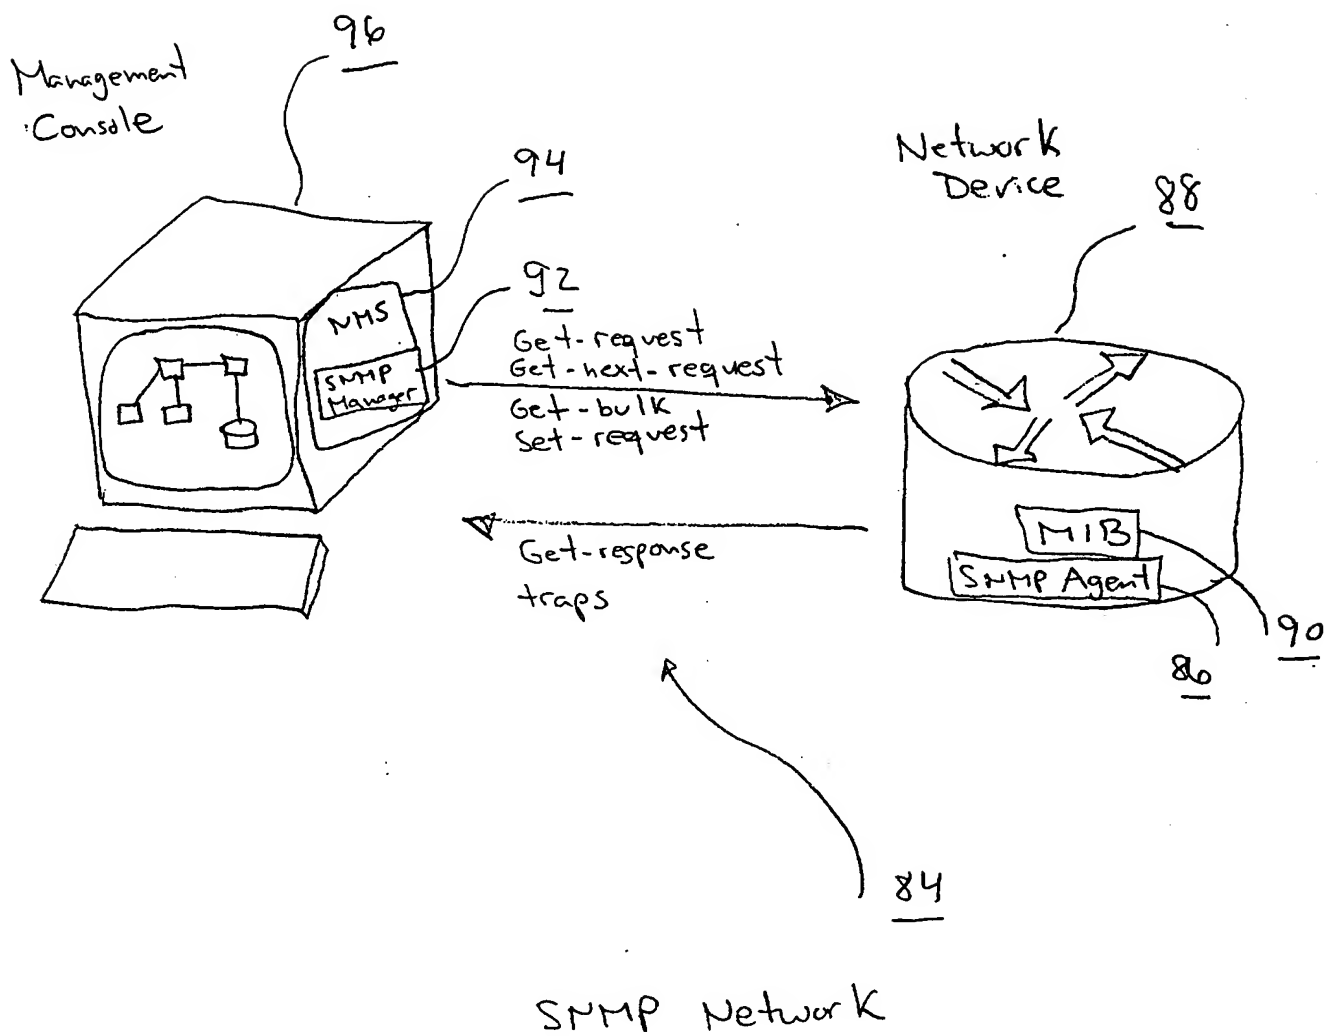 96
Management
Console
94
Network
Device
88
92
NMS
SNMP
Manager
Get-request
Get-next-request
Get-bulk
Set-request
MIB
SNMP Agent
Get-response
traps
90
86
84
SNMP Network